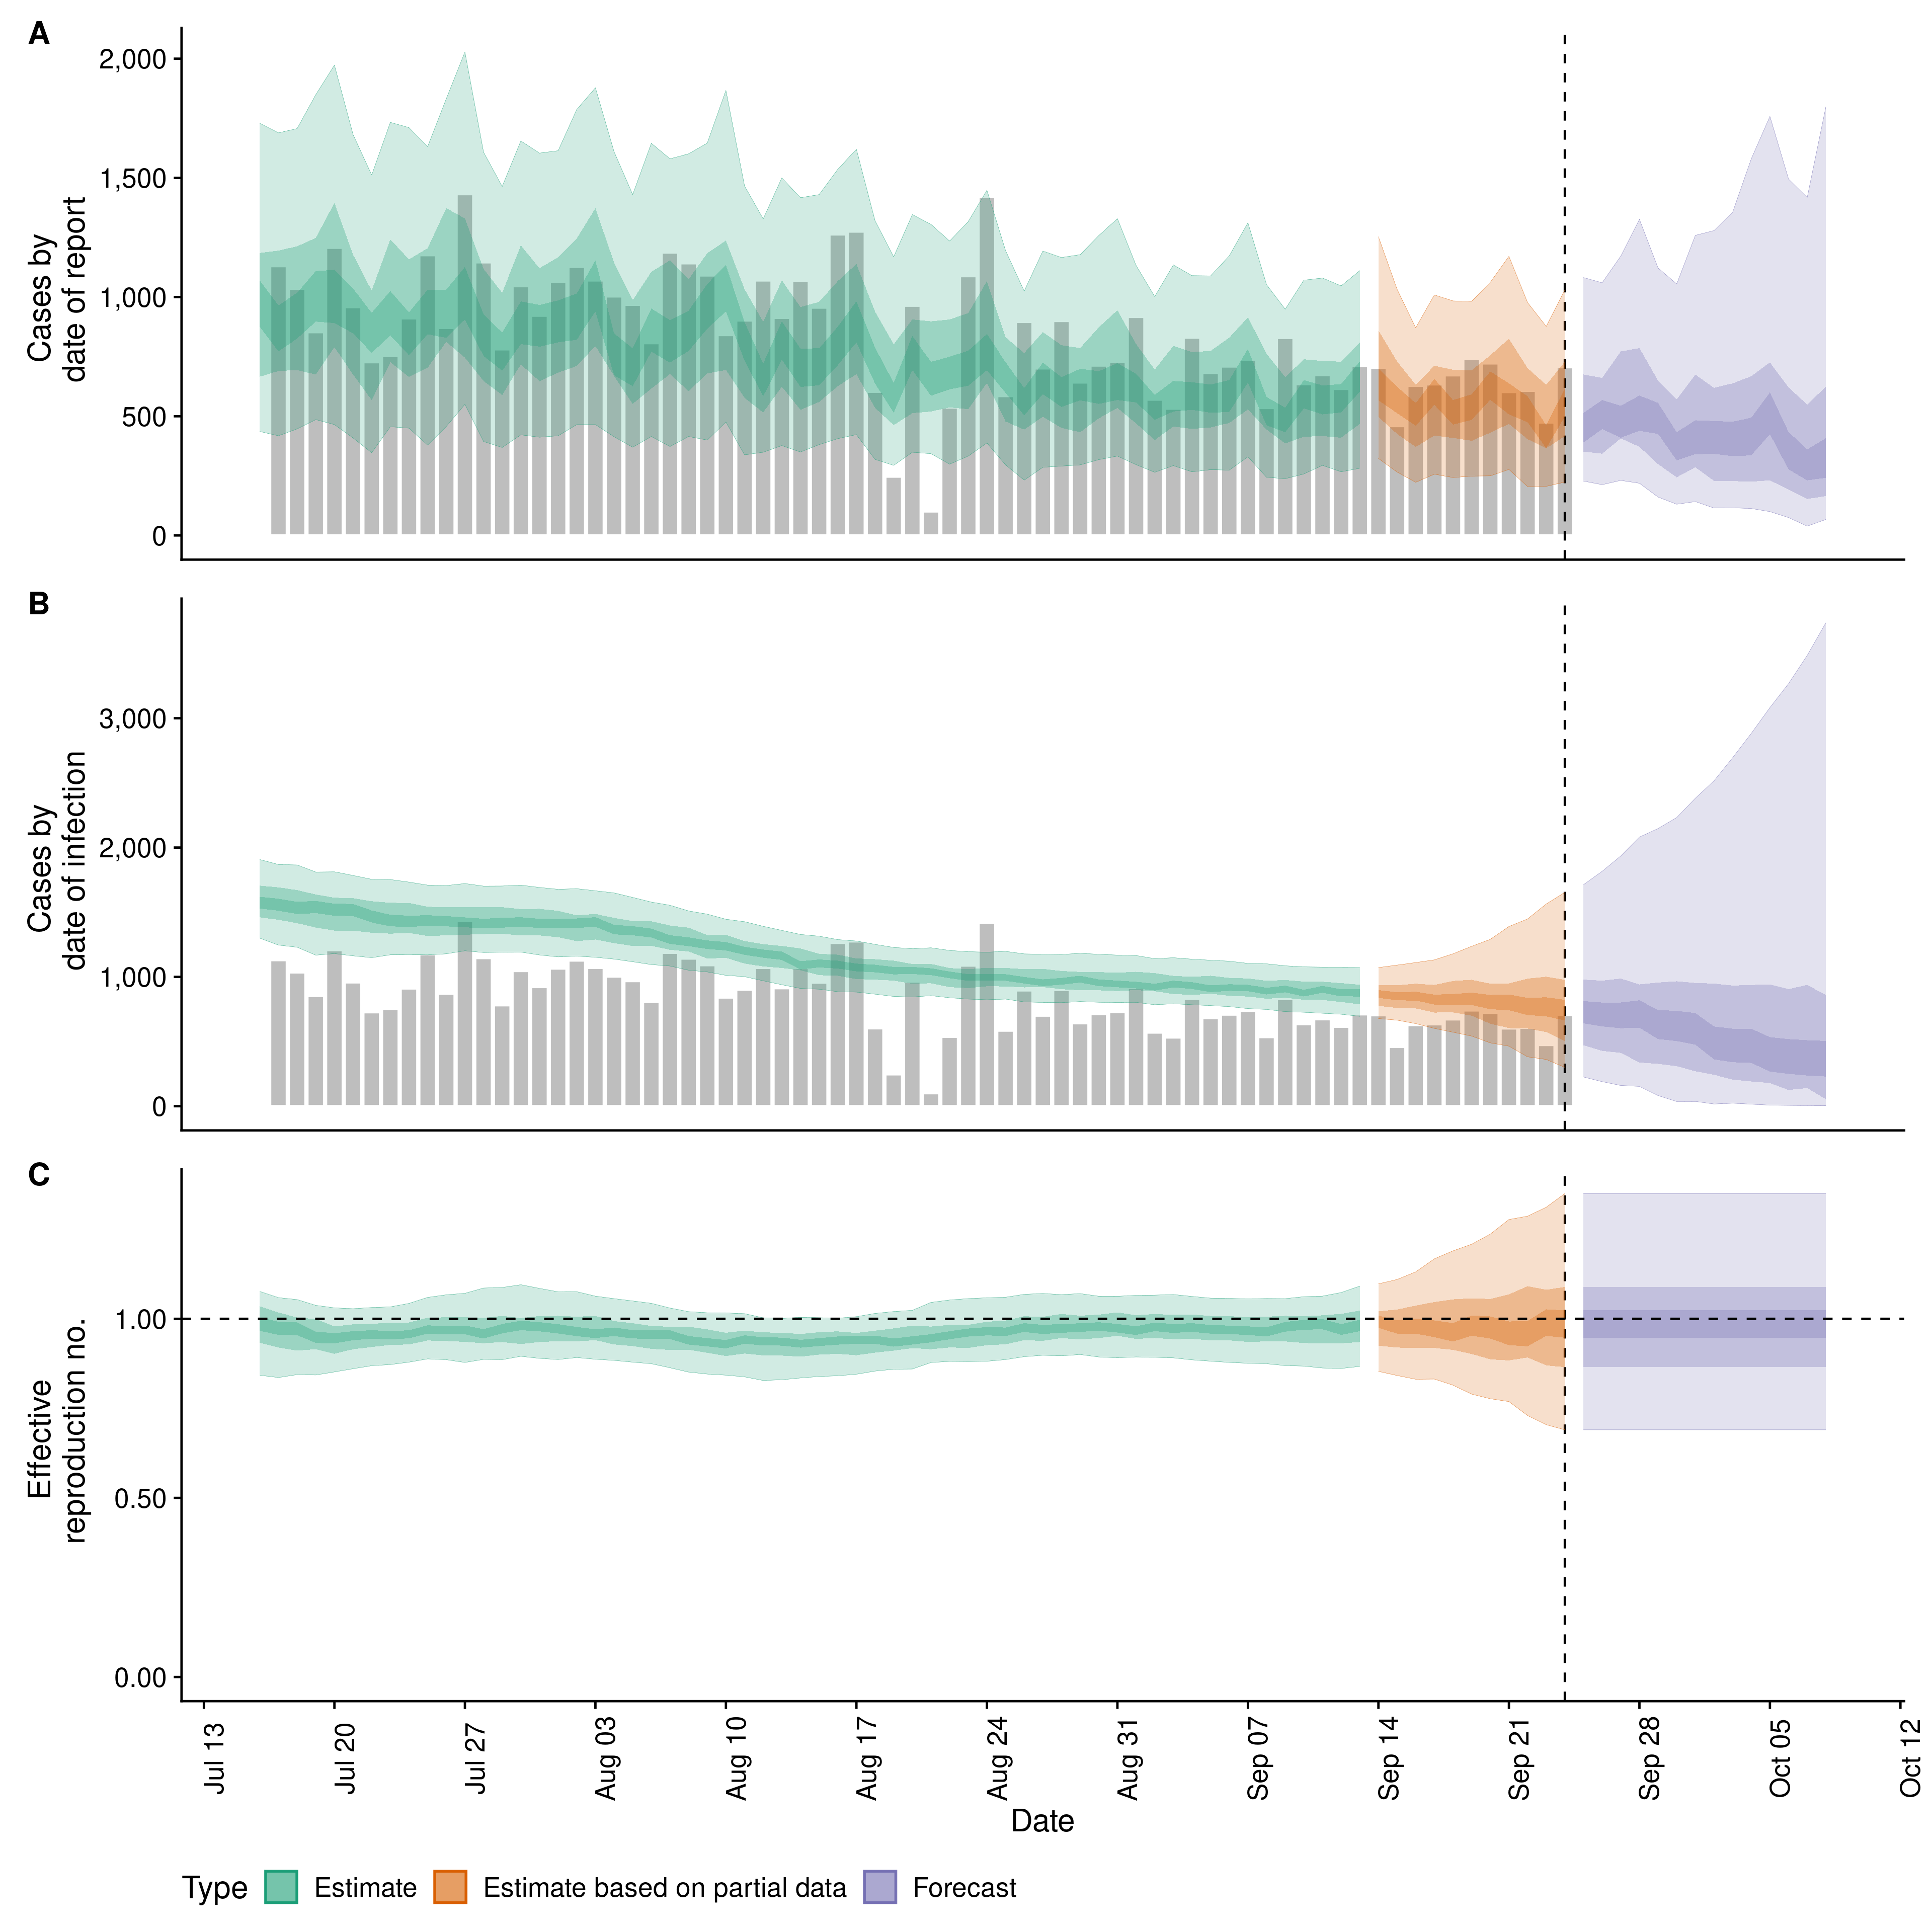 A
2,000
1,500
1,000
500
0
Cases by
date of report
B
3,000
2,000
1,000
0
Cases by
date of infection
C
1.00
0.50
0.00
Effective
reproduction no.
Jul 13
Jul 20
Jul 27
Aug 03
Aug 10
Aug 17
Aug 24
Aug 31
Sep 07
Sep 14
Sep 21
Sep 28
Oct 05
Oct 12
Date
Type Estimate Estimate based on partial data Forecast